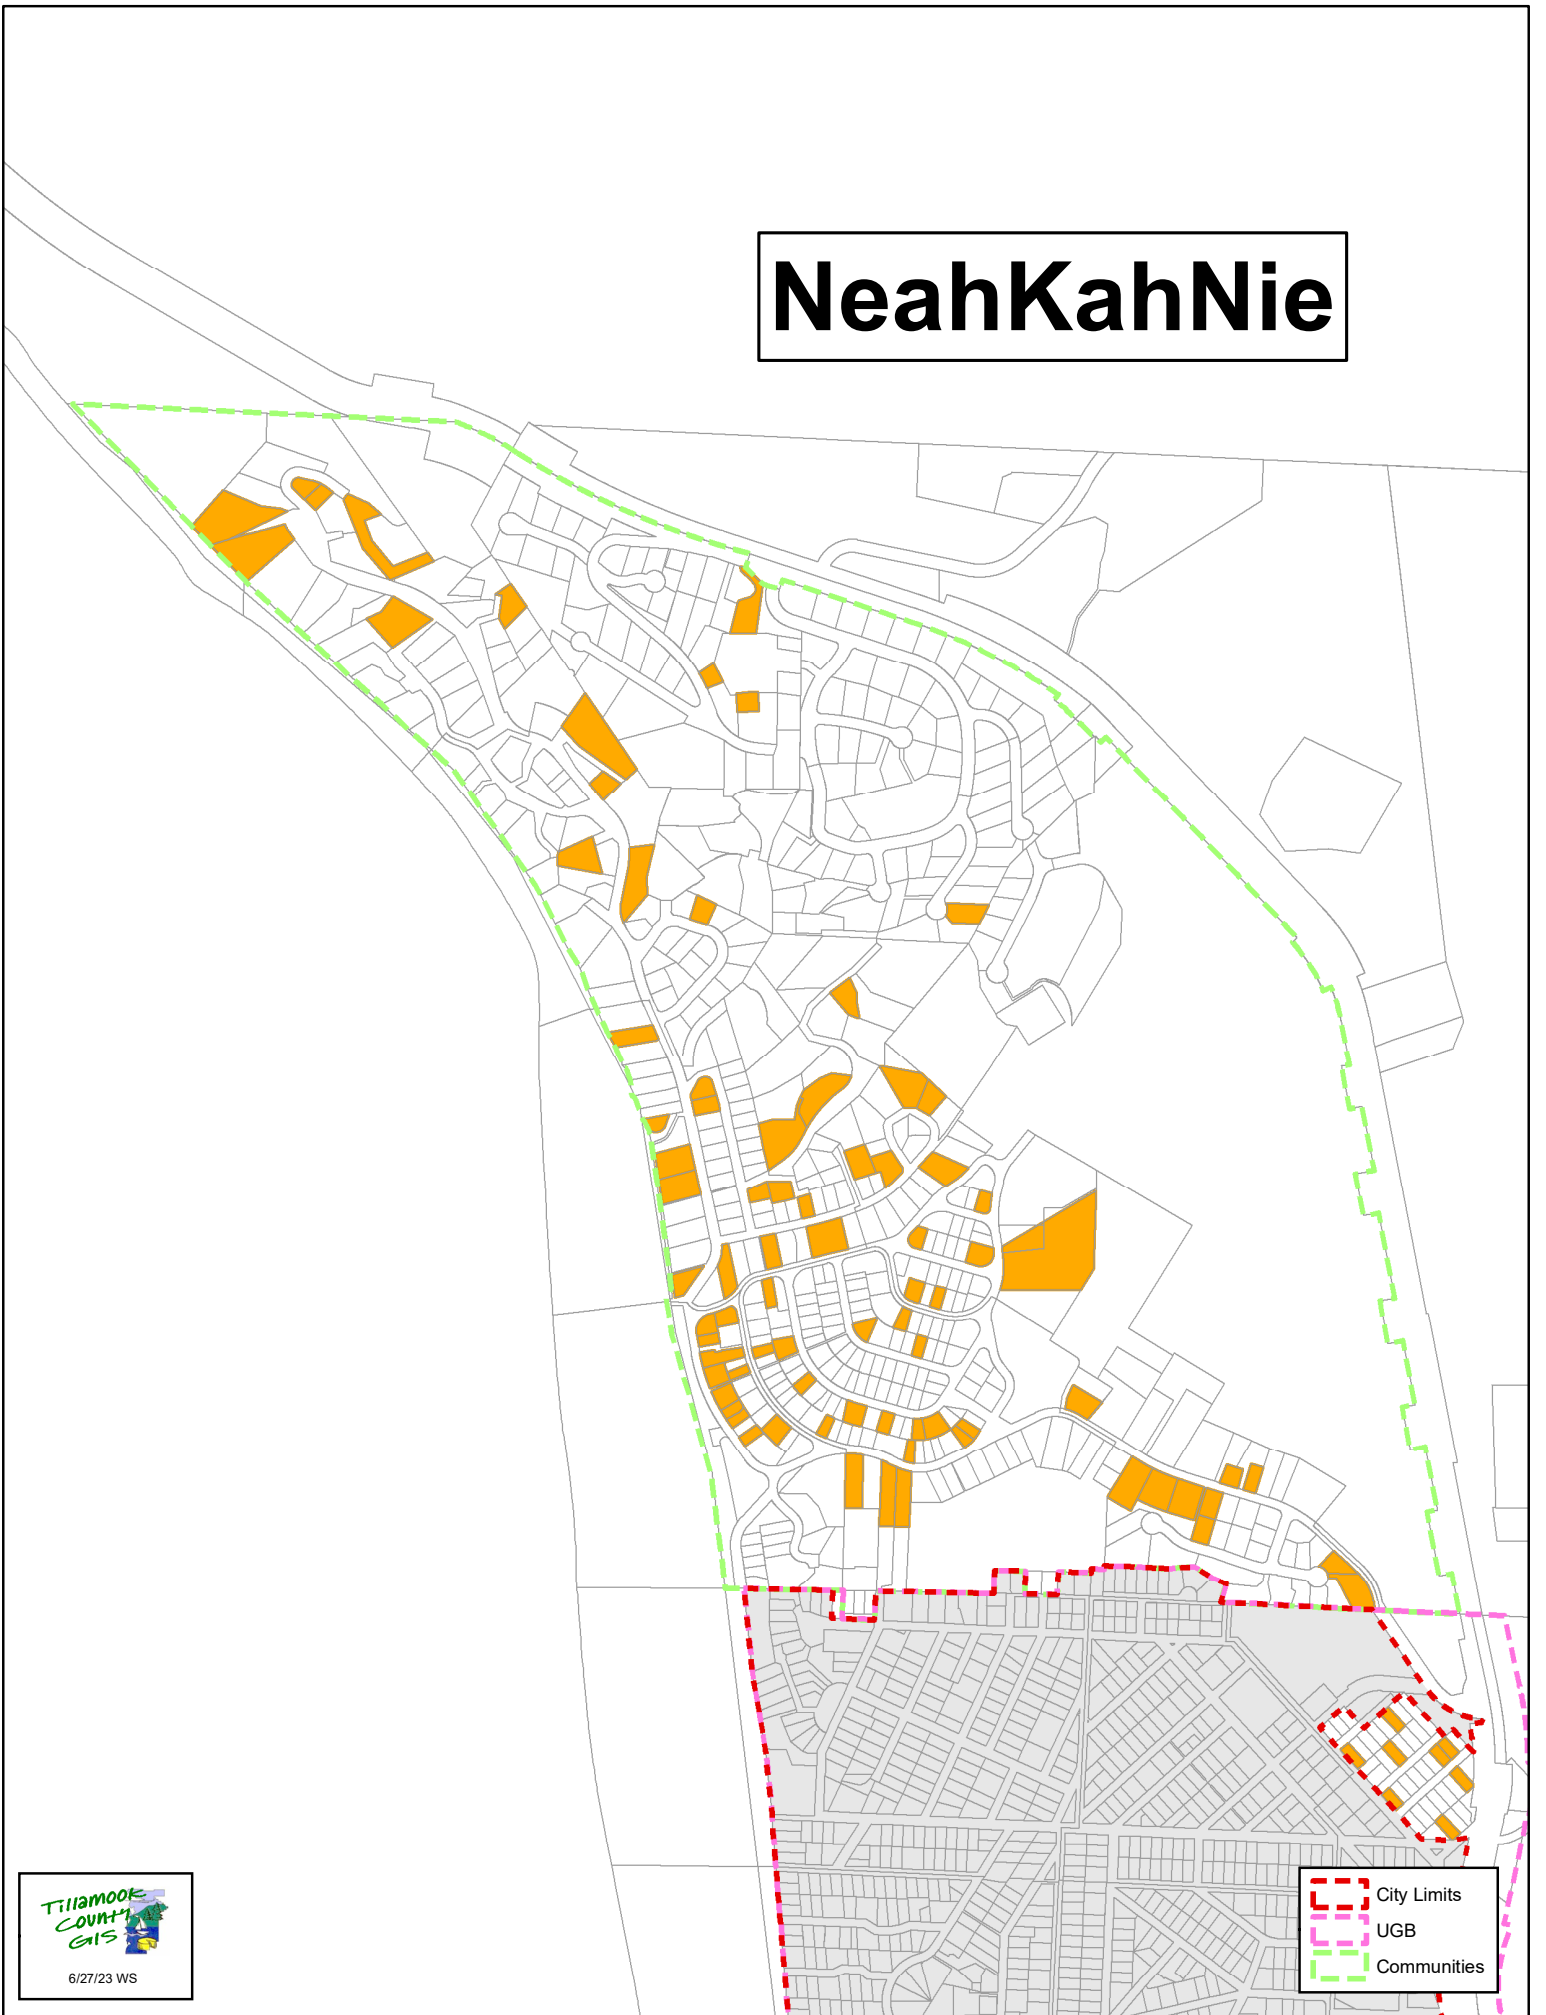 NeahKahNie
Tillamook
County
GIS
6/27/23 WS
City Limits
UGB
Communities